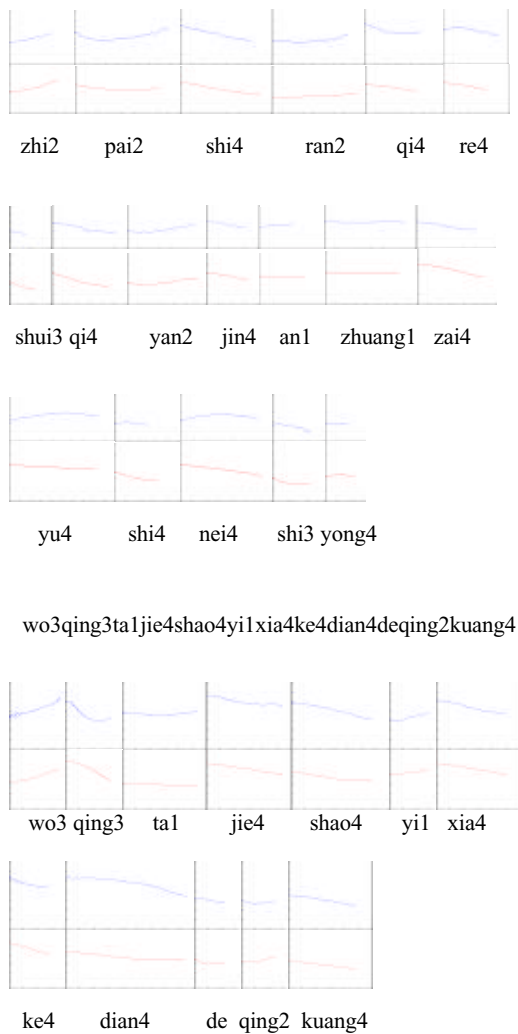 zhi2 pai2 shi4 ran2 qi4 re4
shui3 qi4 yan2 jin4 an1 zhuang1 zai4
yu4 shi4 nei4 shi3 yong4
wo3qing3ta1jie4shao4yi1xia4ke4dian4deqing2kuang4
wo3 qing3 ta1 jie4 shao4 yi1 xia4
ke4 dian4 de qing2 kuang4